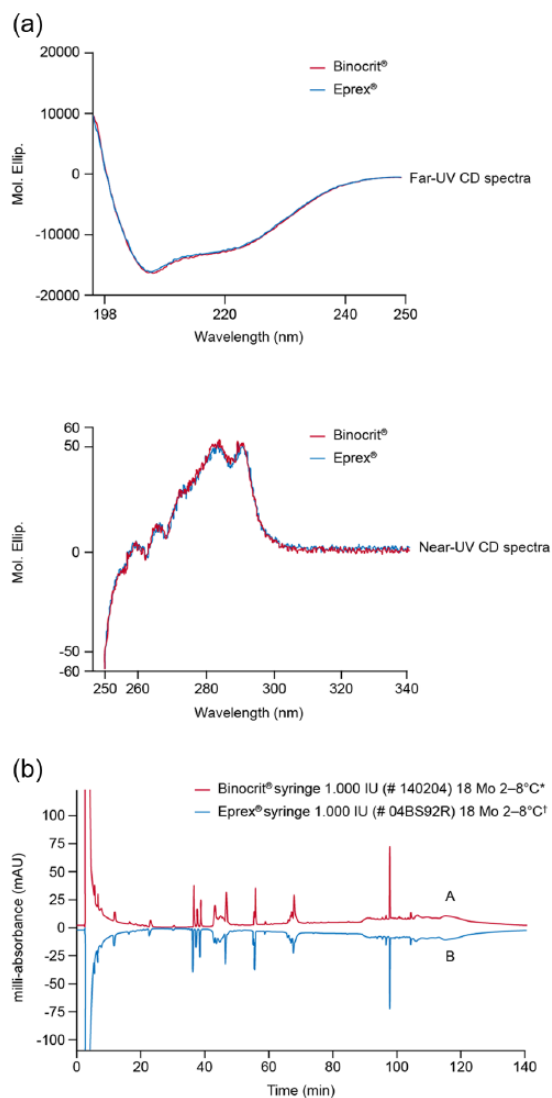 (a)
20000
Binocrit®
Eprex®
10000
Mol. Ellip.
0
Far-UV CD spectra
-10000
-20000
198
220
240
250
Wavelength (nm)
60
50
Binocrit®
Eprex®
Mol. Ellip.
0
Near-UV CD spectra
-50
-60
250
260
280
300
320
340
Wavelength (nm)
(b)
Binocrit® syringe 1.000 IU (# 140204) 18 Mo 2–8°C*
Eprex® syringe 1.000 IU (# 04BS92R) 18 Mo 2–8°C†
100
75
50
25
0
-25
-50
-75
-100
milli-absorbance (mAU)
A
B
0
20
40
60
80
100
120
140
Time (min)